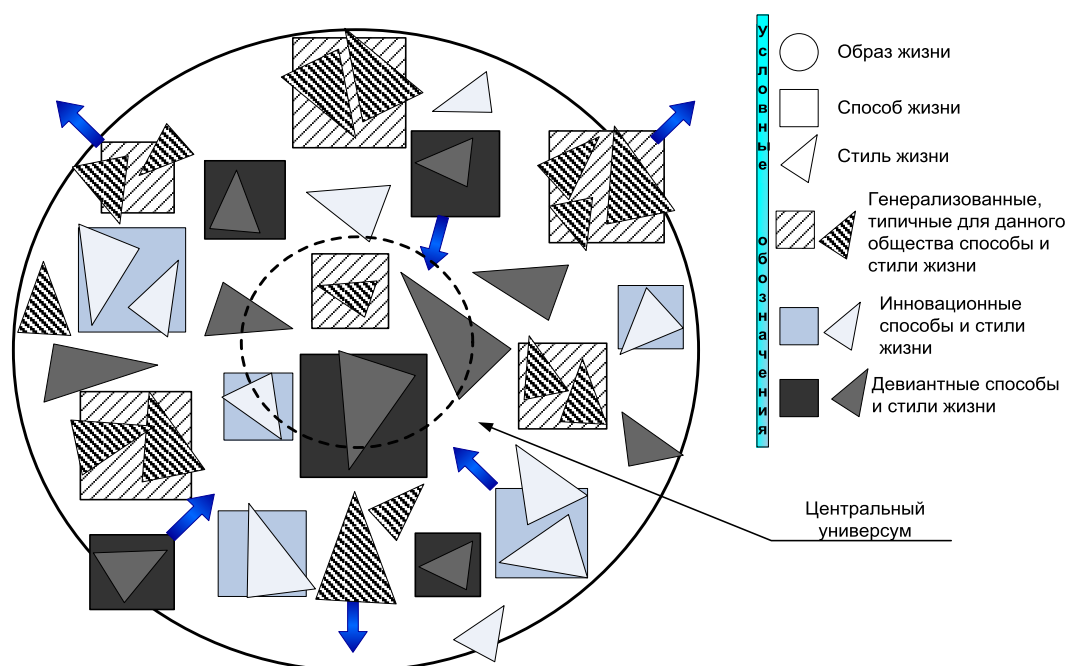 Условные обозначения
Образ жизни
Способ жизни
Стиль жизни
Генерализованные,
типичные для данного
общества способы и
стили жизни
Инновационные
способы и стили
жизни
Девиантные способы
и стили жизни
Центральный
универсум